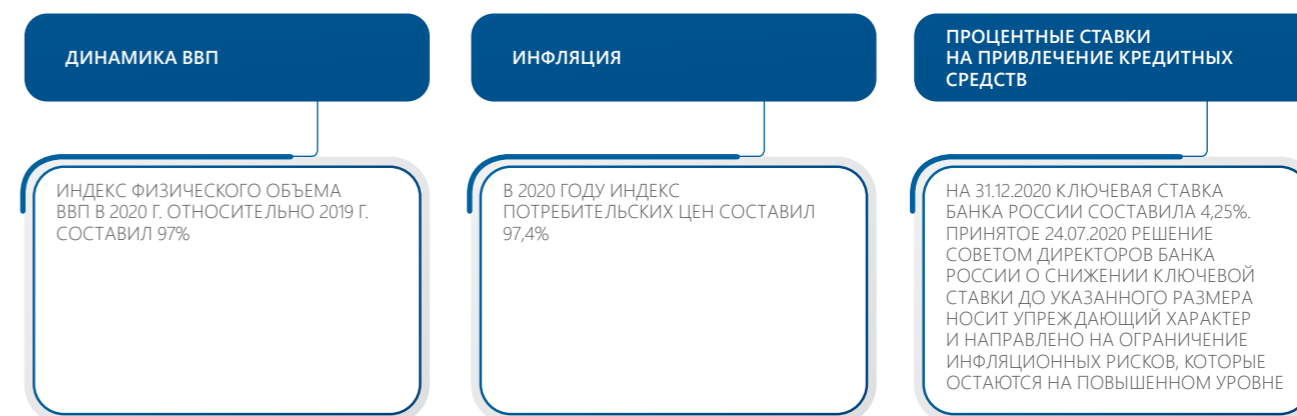 ДИНАМИКА ВВП
ИНДЕКС ФИЗИЧЕСКОГО ОБЪЕМА
ВВП В 2020 Г. ОТНОСИТЕЛЬНО 2019 Г.
СОСТАВИЛ 97%
ИНФЛЯЦИЯ
В 2020 ГОДУ ИНДЕКС
ПОТРЕБИТЕЛЬСКИХ ЦЕН СОСТАВИЛ
97,4%
ПРОЦЕНТНЫЕ СТАВКИ
НА ПРИВЛЕЧЕНИЕ КРЕДИТНЫХ
СРЕДСТВ
НА 31.12.2020 КЛЮЧЕВАЯ СТАВКА
БАНКА РОССИИ СОСТАВИЛА 4,25%.
ПРИНЯТОЕ 24.07.2020 РЕШЕНИЕ
СОВЕТОМ ДИРЕКТОРОВ БАНКА
РОССИИ О СНИЖЕНИИ КЛЮЧЕВОЙ
СТАВКИ ДО УКАЗАННОГО РАЗМЕРА
НОСИТ УПРЕЖДАЮЩИЙ ХАРАКТЕР
И НАПРАВЛЕНО НА ОГРАНИЧЕНИЕ
ИНФЛЯЦИОННЫХ РИСКОВ, КОТОРЫЕ
ОСТАЮТСЯ НА ПОВЫШЕННОМ УРОВНЕ